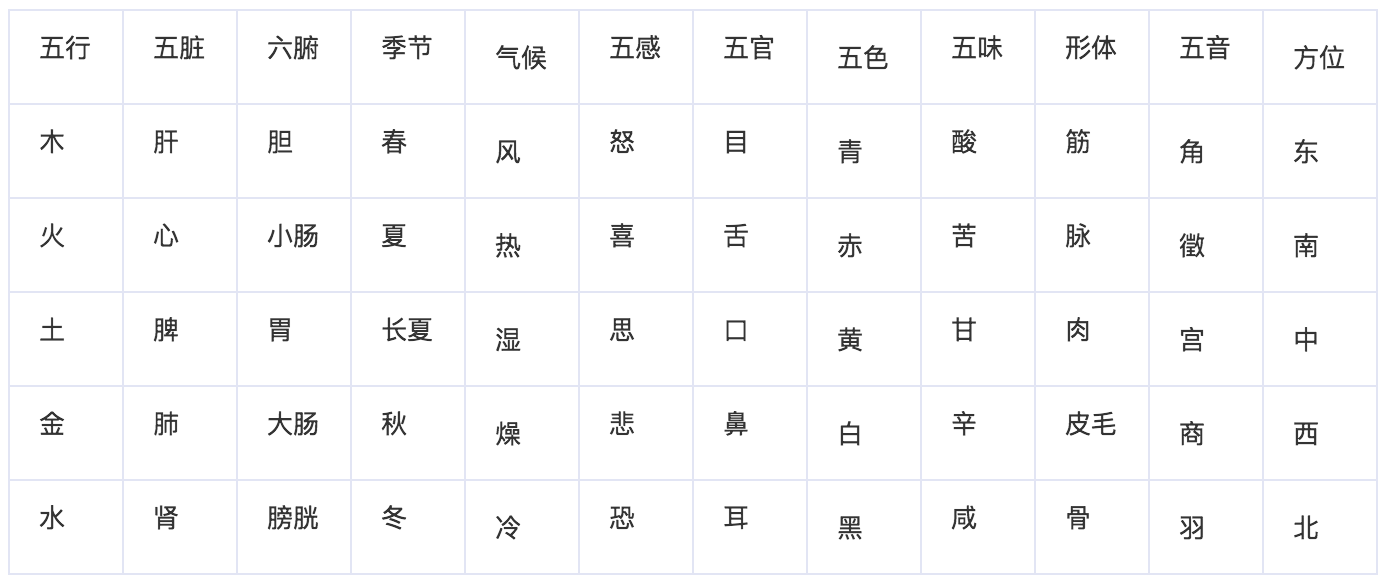 五行 五脏 六腑 季节 气候 五感 五官 五色 五味 形体 五音 方位
木 肝 胆 春 风 怒 目 青 酸 筋 角 东
火 心 小肠 夏 热 喜 舌 赤 苦 脉 徵 南
土 脾 胃 长夏 湿 思 口 黄 甘 肉 宫 中
金 肺 大肠 秋 燥 悲 鼻 白 辛 皮毛 商 西
水 肾 膀胱 冬 冷 恐 耳 黑 咸 骨 羽 北